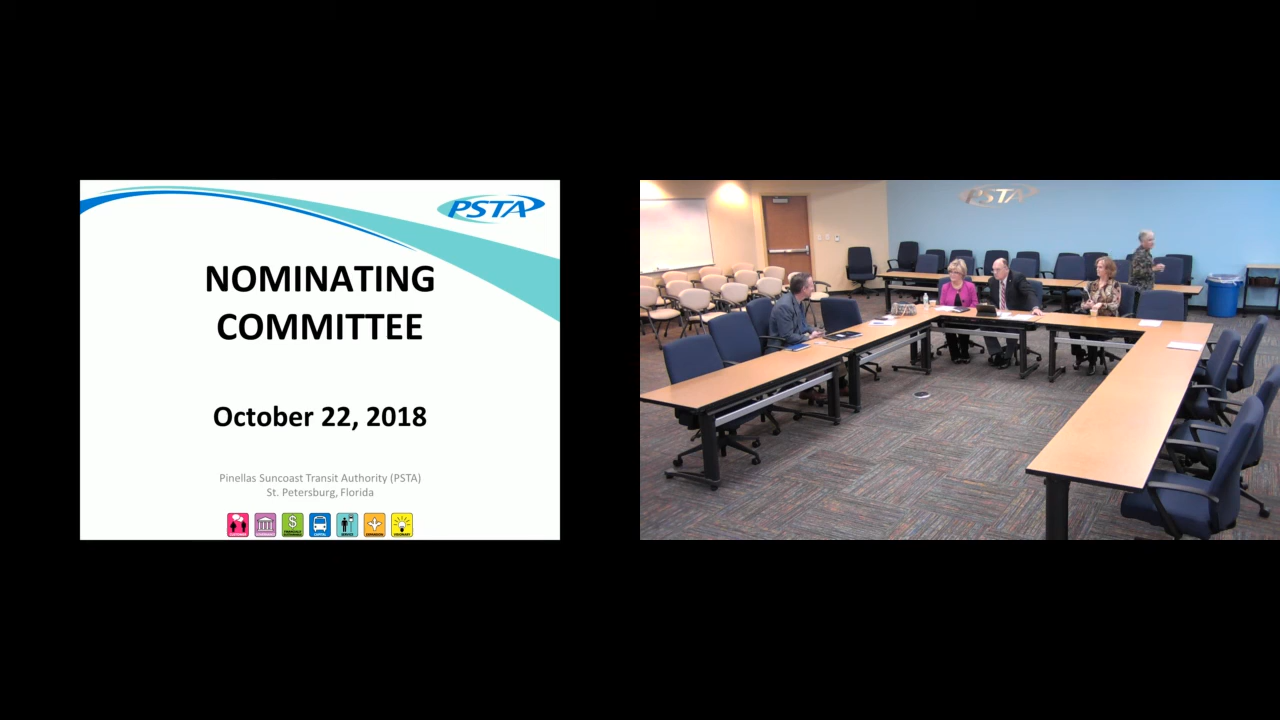 PSTA
NOMINATING
COMMITTEE
October 22, 2018
Pinellas Suncoast Transit Authority (PSTA)
St. Petersburg, Florida
PSTA